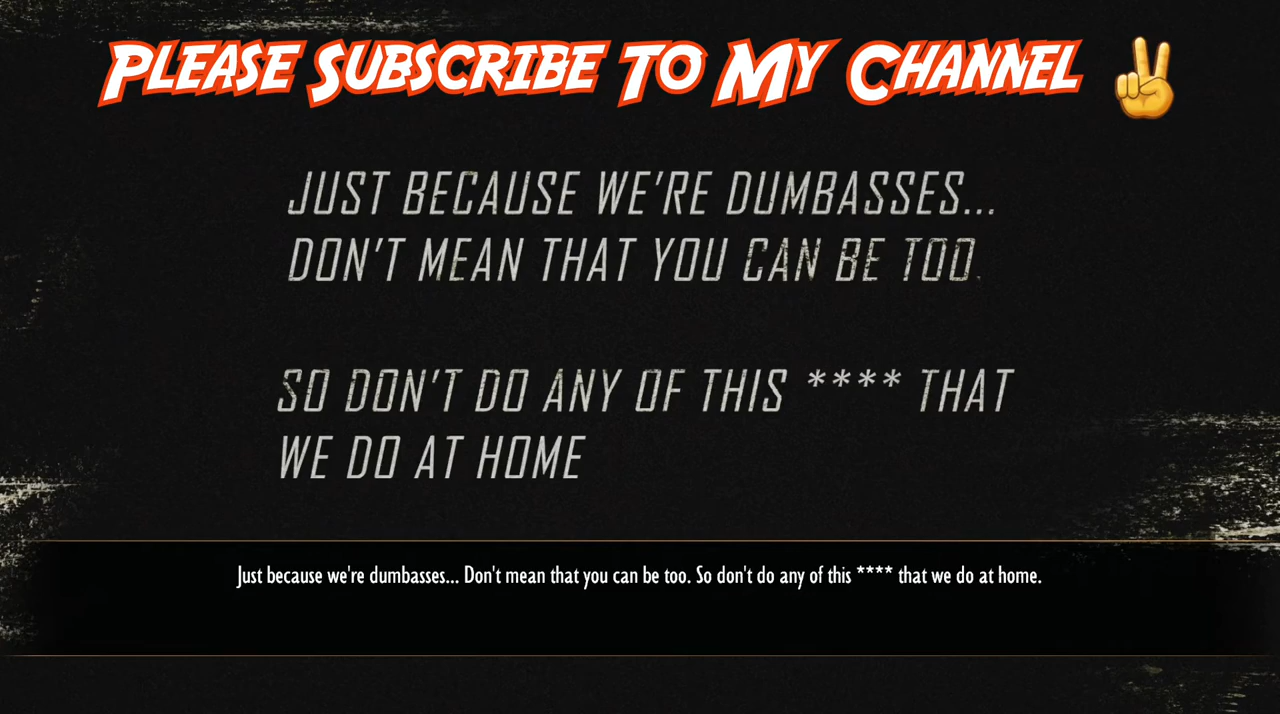 Please Subscribe To My Channel ✌
JUST BECAUSE WE'RE DUMBASSES...
DON'T MEAN THAT YOU CAN BE TOO.
SO DON'T DO ANY OF THIS **** THAT
WE DO AT HOME
Just because we're dumbasses... Don't mean that you can be too. So don't do any of this **** that we do at home.